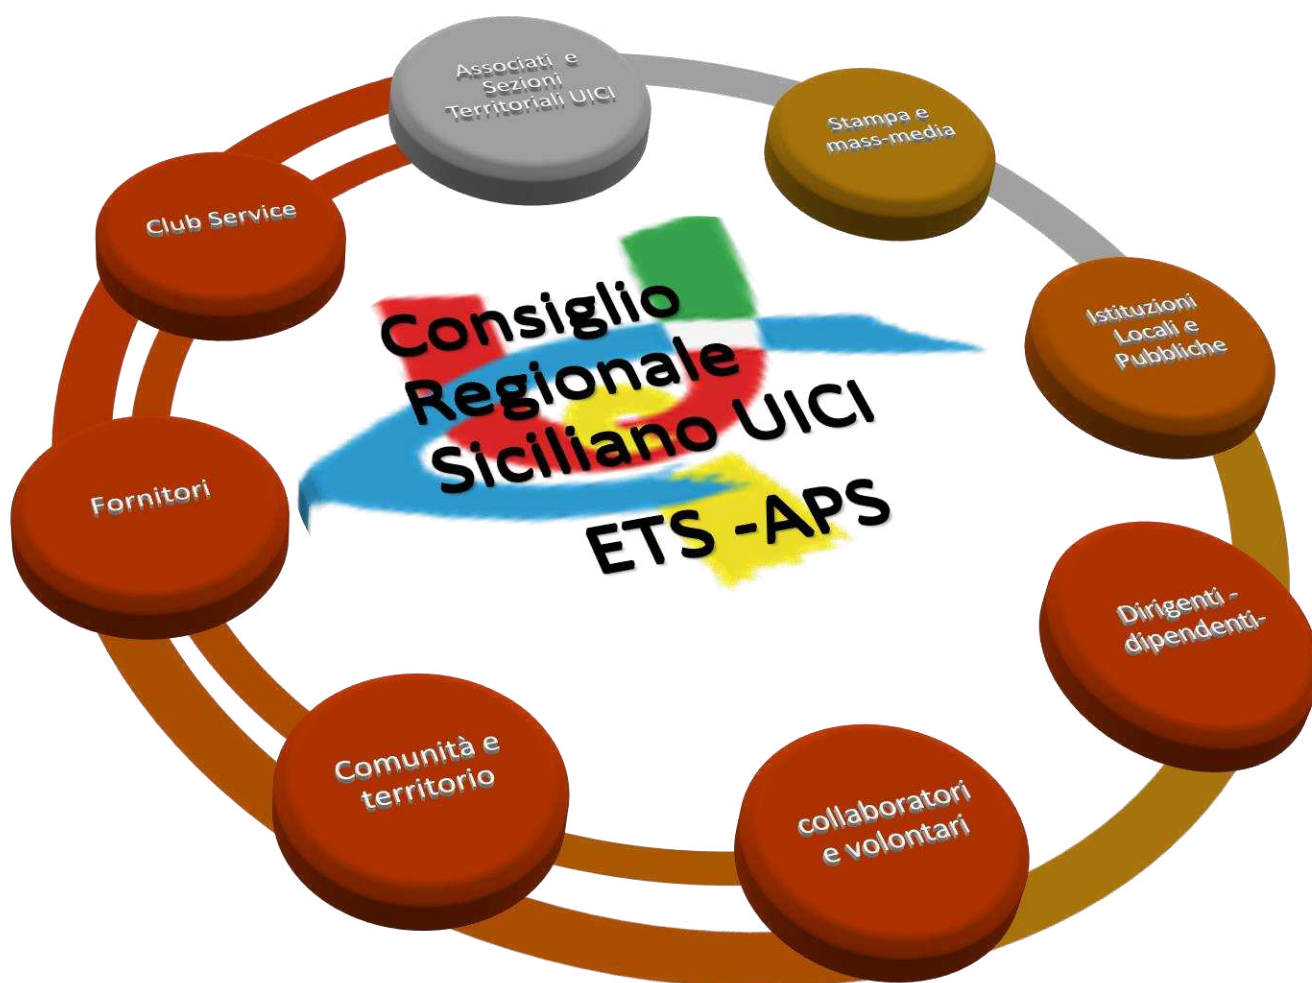 Associati e
Sezioni
Territoriali UICI
Stampa e
mass-media
Istituzioni
Locali e
Pubbliche
Dirigenti -
dipendenti-
collaboratori
e volontari
Comunità e
territorio
Fornitori
Club Service
Consiglio
Regionale
Siciliano UICI
ETS -APS